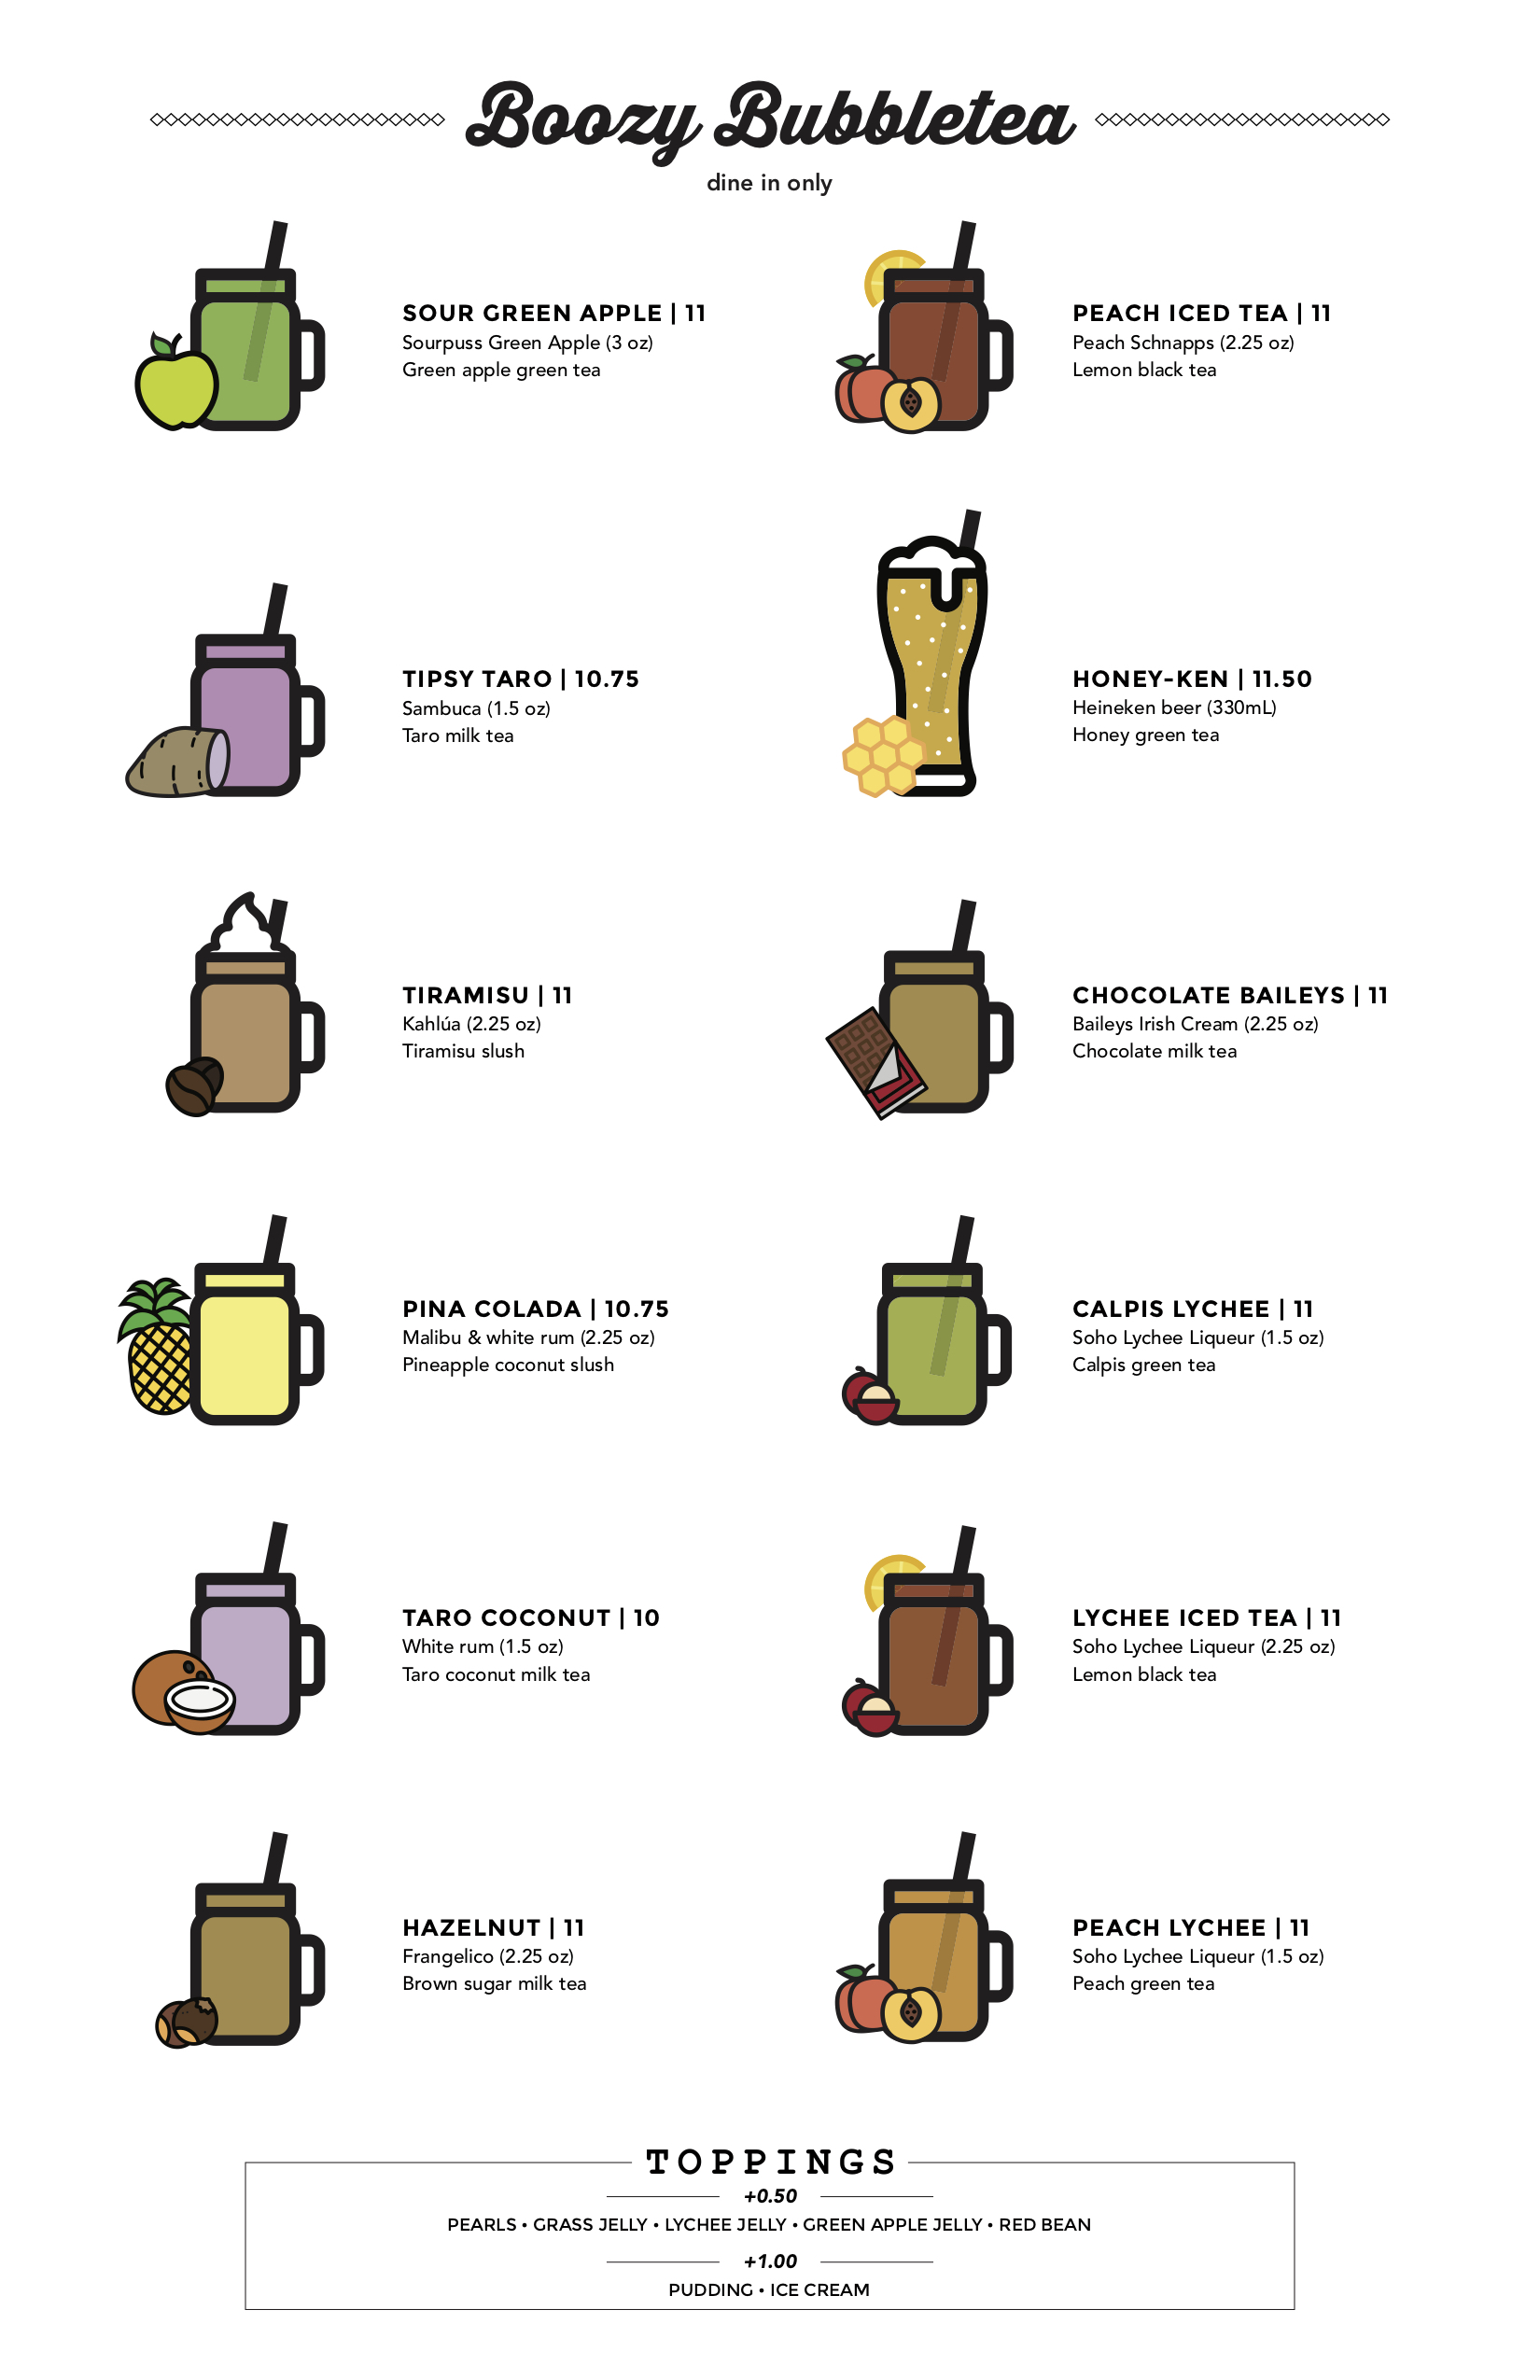 Boozy Bubbletea
dine in only
SOUR GREEN APPLE | 11
Sourpuss Green Apple (3 oz)
Green apple green tea
PEACH ICED TEA | 11
Peach Schnapps (2.25 oz)
Lemon black tea
TIPSY TARO | 10.75
Sambuca (1.5 oz)
Taro milk tea
HONEY-KEN | 11.50
Heineken beer (330mL)
Honey green tea
TIRAMISU | 11
Kahlúa (2.25 oz)
Tiramisu slush
CHOCOLATE BAILEYS | 11
Baileys Irish Cream (2.25 oz)
Chocolate milk tea
PINA COLADA | 10.75
Malibu & white rum (2.25 oz)
Pineapple coconut slush
CALPIS LYCHEE | 11
Soho Lychee Liqueur (1.5 oz)
Calpis green tea
TARO COCONUT | 10
White rum (1.5 oz)
Taro coconut milk tea
LYCHEE ICED TEA | 11
Soho Lychee Liqueur (2.25 oz)
Lemon black tea
HAZELNUT | 11
Frangelico (2.25 oz)
Brown sugar milk tea
PEACH LYCHEE | 11
Soho Lychee Liqueur (1.5 oz)
Peach green tea
TOPPINGS
+0.50
PEARLS • GRASS JELLY • LYCHEE JELLY • GREEN APPLE JELLY • RED BEAN
+1.00
PUDDING • ICE CREAM